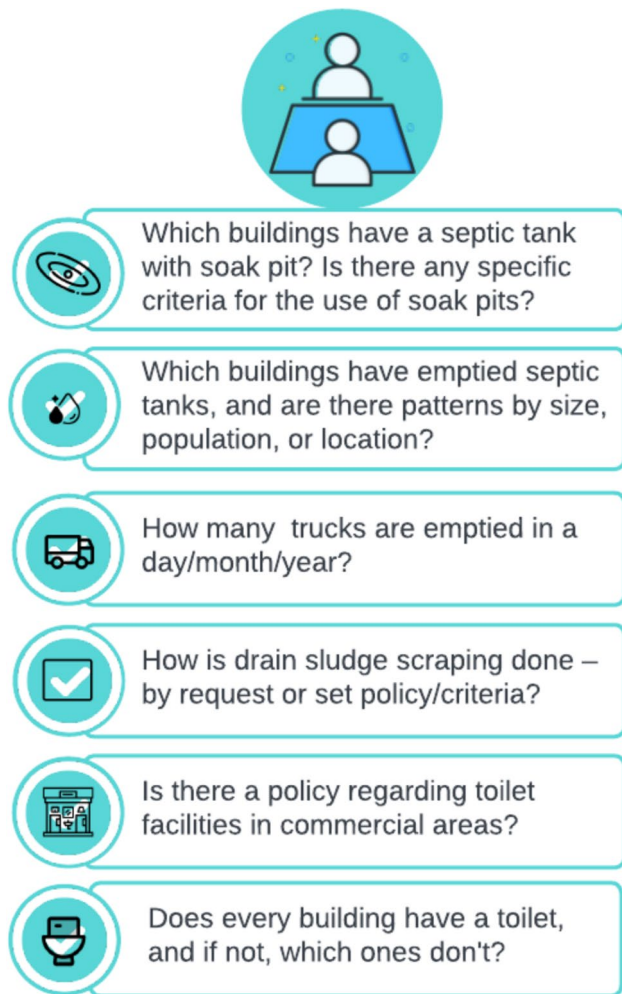 Which buildings have a septic tank
with soak pit? Is there any specific
criteria for the use of soak pits?
Which buildings have emptied septic
tanks, and are there patterns by size,
population, or location?
How many  trucks are emptied in a
day/month/year?
How is drain sludge scraping done –
by request or set policy/criteria?
Is there a policy regarding toilet
facilities in commercial areas?
Does every building have a toilet,
and if not, which ones don't?